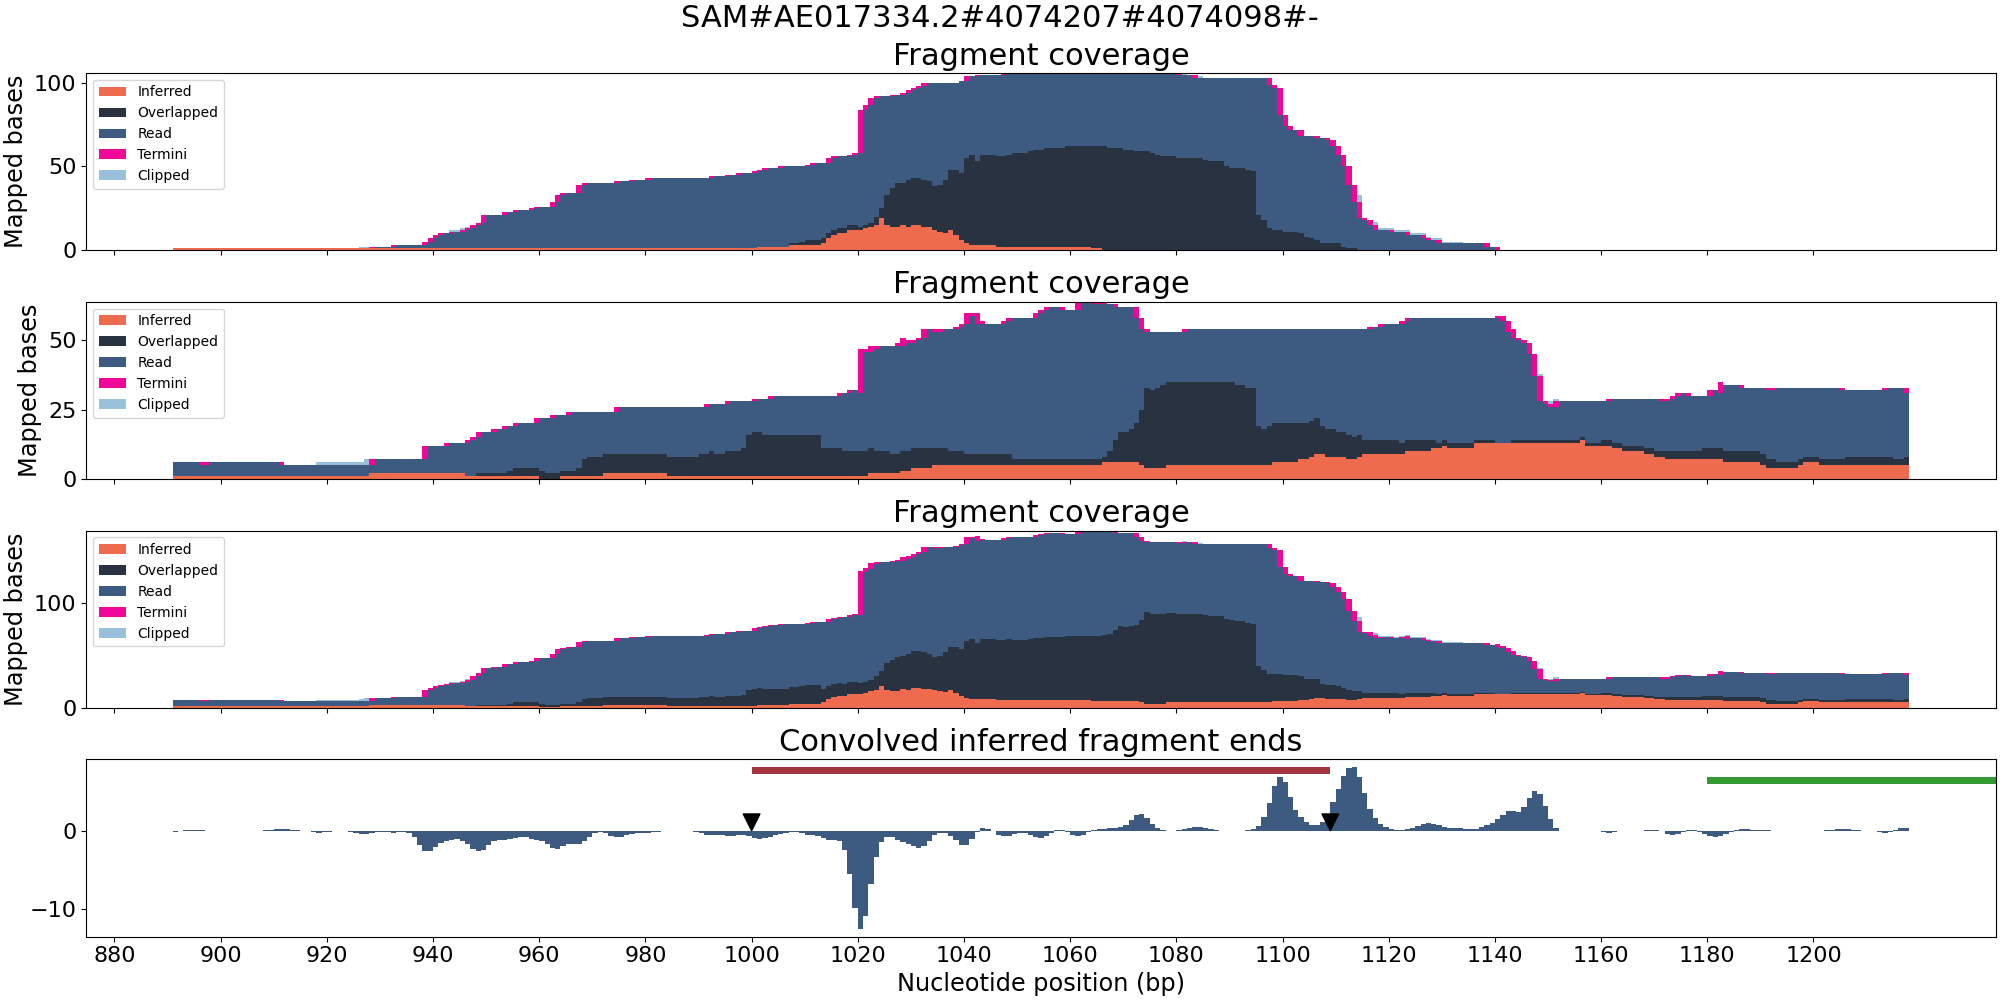 SAM#AE017334.2#4074207#4074098#-
Fragment coverage
Mapped bases
100
50
0
Inferred
Overlapped
Read
Termini
Clipped
Fragment coverage
Mapped bases
50
25
0
Inferred
Overlapped
Read
Termini
Clipped
Fragment coverage
Mapped bases
100
0
Inferred
Overlapped
Read
Termini
Clipped
Convolved inferred fragment ends
0
−10
880 900 920 940 960 980 1000 1020 1040 1060 1080 1100 1120 1140 1160 1180 1200
Nucleotide position (bp)